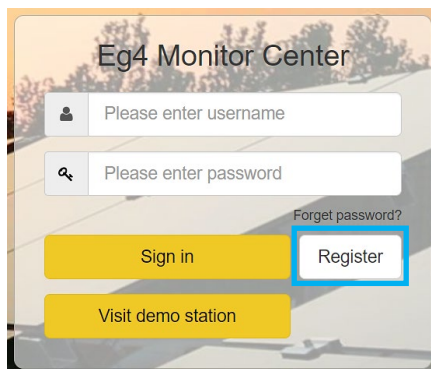 Eg4 Monitor Center
Please enter username
Please enter password
Forget password?
Sign in
Register
Visit demo station